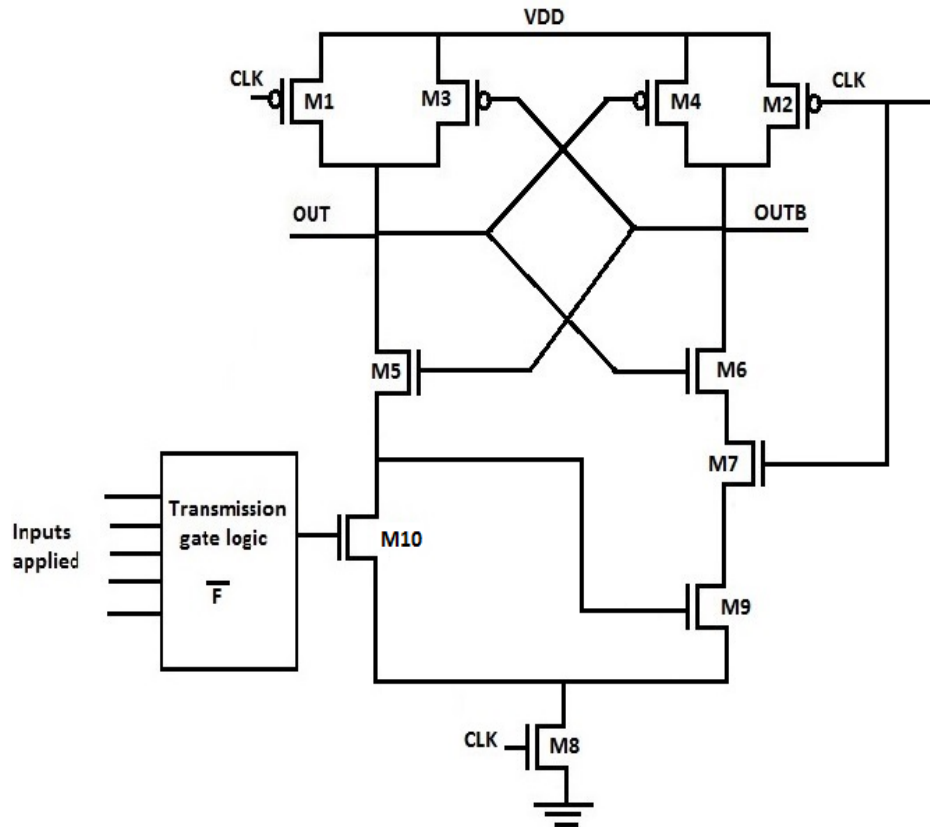 VDD
CLK
M1
M3
M4
M2
CLK
OUT
OUTB
M5
M6
M7
Inputs
applied
Transmission
gate logic
F
M10
M9
CLK
M8